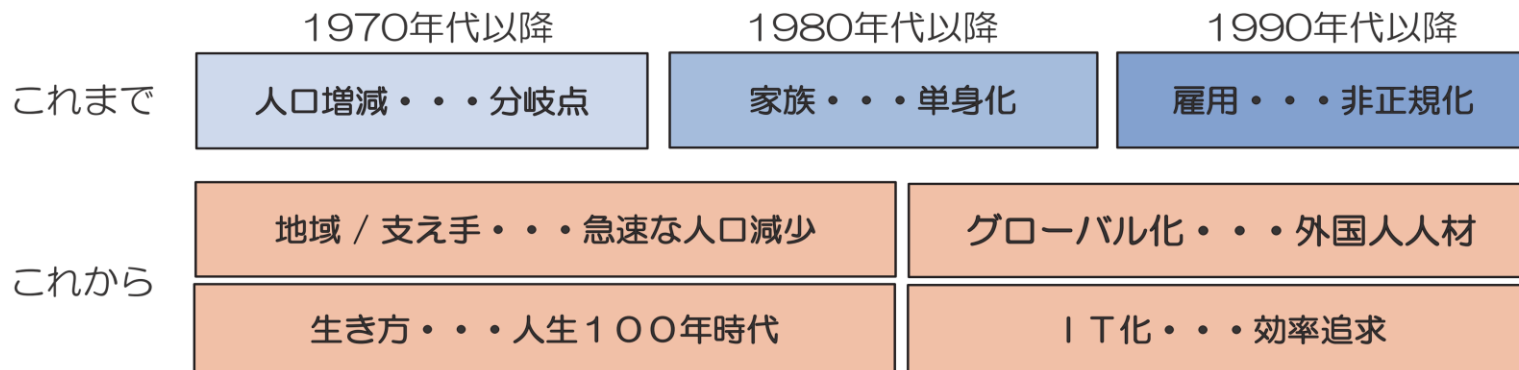 1970年代以降 1980年代以降 1990年代以降
これまで 人口増減・・・分岐点 家族・・・単身化 雇用・・・非正規化
地域 / 支え手・・・急速な人口減少 グローバル化・・・外国人人材
これから
生き方・・・人生１００年時代 ＩＴ化・・・効率追求